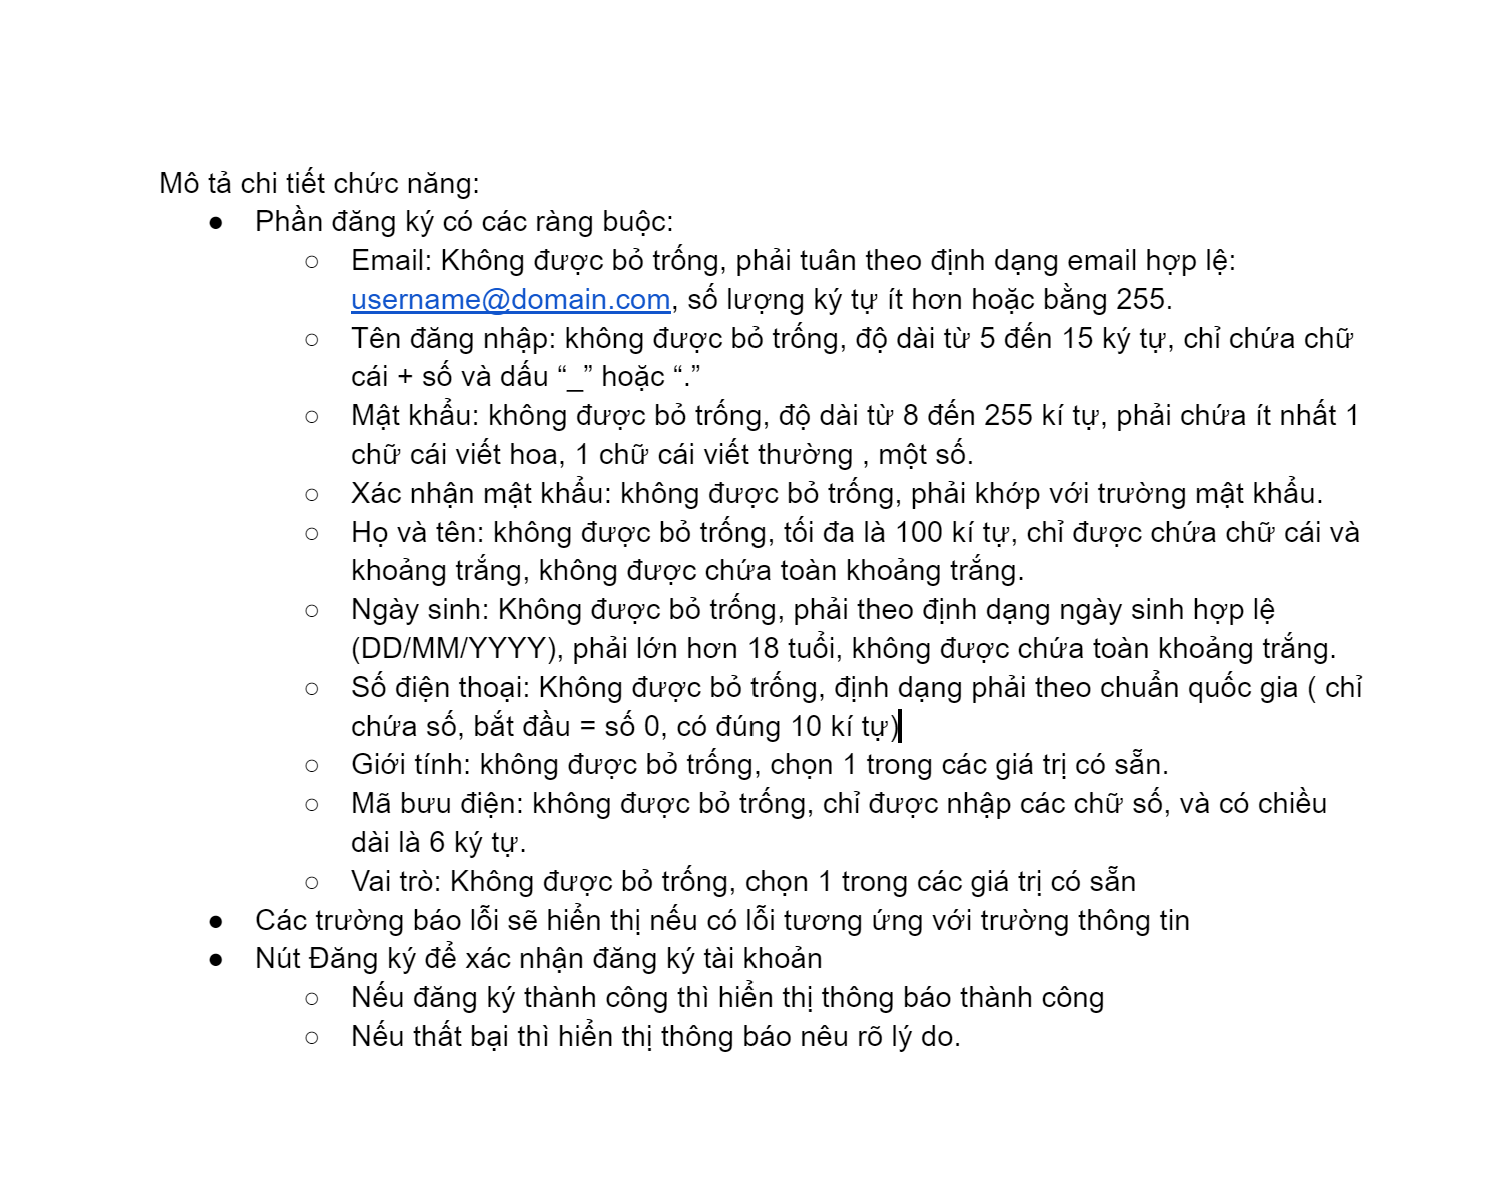 Mô tả chi tiết chức năng:
● Phần đăng ký có các ràng buộc:
○ Email: Không được bỏ trống, phải tuân theo định dạng email hợp lệ:
username@domain.com, số lượng ký tự ít hơn hoặc bằng 255.
○ Tên đăng nhập: không được bỏ trống, độ dài từ 5 đến 15 ký tự, chỉ chứa chữ
cái + số và dấu “_” hoặc “.”
○ Mật khẩu: không được bỏ trống, độ dài từ 8 đến 255 kí tự, phải chứa ít nhất 1
chữ cái viết hoa, 1 chữ cái viết thường , một số.
○ Xác nhận mật khẩu: không được bỏ trống, phải khớp với trường mật khẩu.
○ Họ và tên: không được bỏ trống, tối đa là 100 kí tự, chỉ được chứa chữ cái và
khoảng trắng, không được chứa toàn khoảng trắng.
○ Ngày sinh: Không được bỏ trống, phải theo định dạng ngày sinh hợp lệ
(DD/MM/YYYY), phải lớn hơn 18 tuổi, không được chứa toàn khoảng trắng.
○ Số điện thoại: Không được bỏ trống, định dạng phải theo chuẩn quốc gia ( chỉ
chứa số, bắt đầu = số 0, có đúng 10 kí tự)
○ Giới tính: không được bỏ trống, chọn 1 trong các giá trị có sẵn.
○ Mã bưu điện: không được bỏ trống, chỉ được nhập các chữ số, và có chiều
dài là 6 ký tự.
○ Vai trò: Không được bỏ trống, chọn 1 trong các giá trị có sẵn
● Các trường báo lỗi sẽ hiển thị nếu có lỗi tương ứng với trường thông tin
● Nút Đăng ký để xác nhận đăng ký tài khoản
○ Nếu đăng ký thành công thì hiển thị thông báo thành công
○ Nếu thất bại thì hiển thị thông báo nêu rõ lý do.